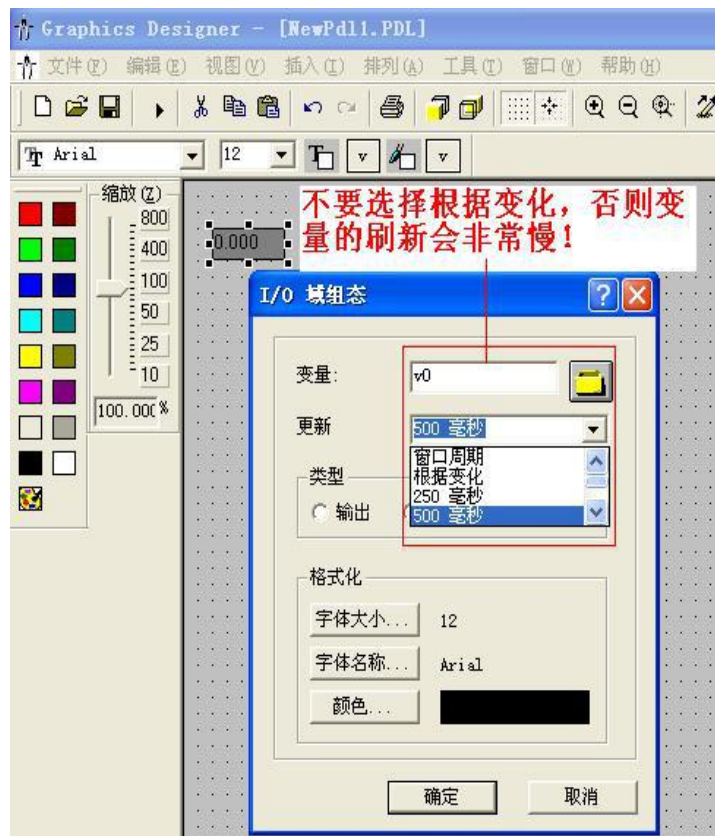 Graphics Designer - [NewPdl1.PDL]
文件(F) 编辑(E) 视图(V) 插入(I) 排列(A) 工具(T) 窗口(W) 帮助(H)
Arial 12 T v v
缩放(Z)
800
400
100
50
25
10
100.000 %
0.000
不要选择根据变化，否则变
量的刷新会非常慢！
I/O 域组态
变量: v0
更新 500 毫秒
窗口周期
根据变化
250 毫秒
500 毫秒
类型
输出
格式化
字体大小... 12
字体名称... Arial
颜色...
确定 取消